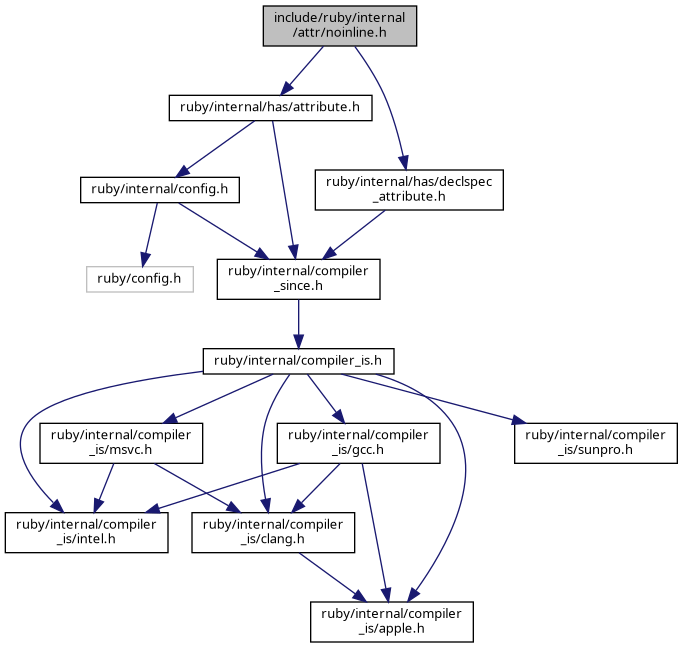 include/ruby/internal
/attr/noinline.h
ruby/internal/has/attribute.h
ruby/internal/config.h
ruby/internal/has/declspec
_attribute.h
ruby/config.h
ruby/internal/compiler
_since.h
ruby/internal/compiler_is.h
ruby/internal/compiler
_is/msvc.h
ruby/internal/compiler
_is/gcc.h
ruby/internal/compiler
_is/sunpro.h
ruby/internal/compiler
_is/intel.h
ruby/internal/compiler
_is/clang.h
ruby/internal/compiler
_is/apple.h